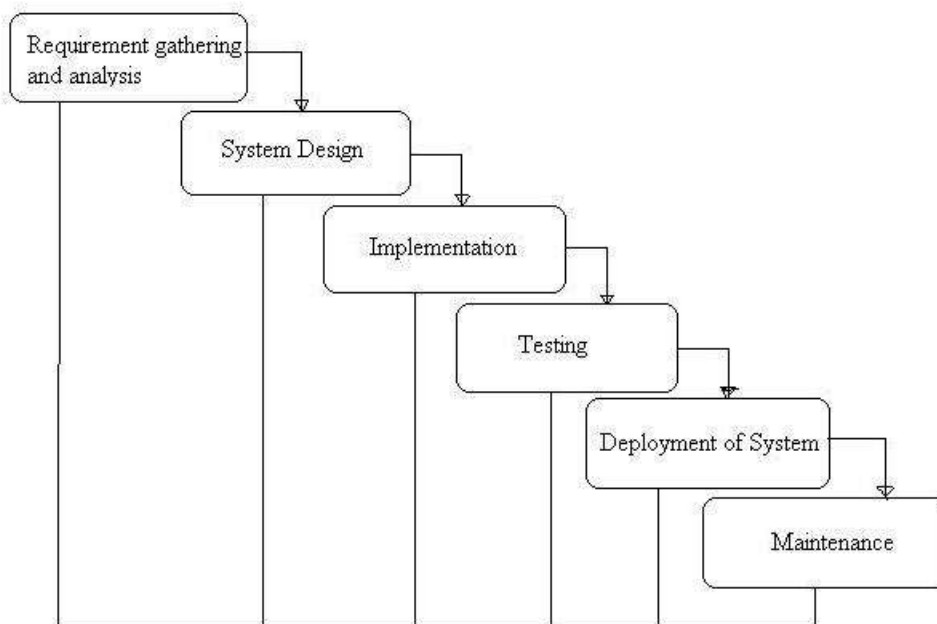 Requirement gathering
and analysis
System Design
Implementation
Testing
Deployment of System
Maintenance